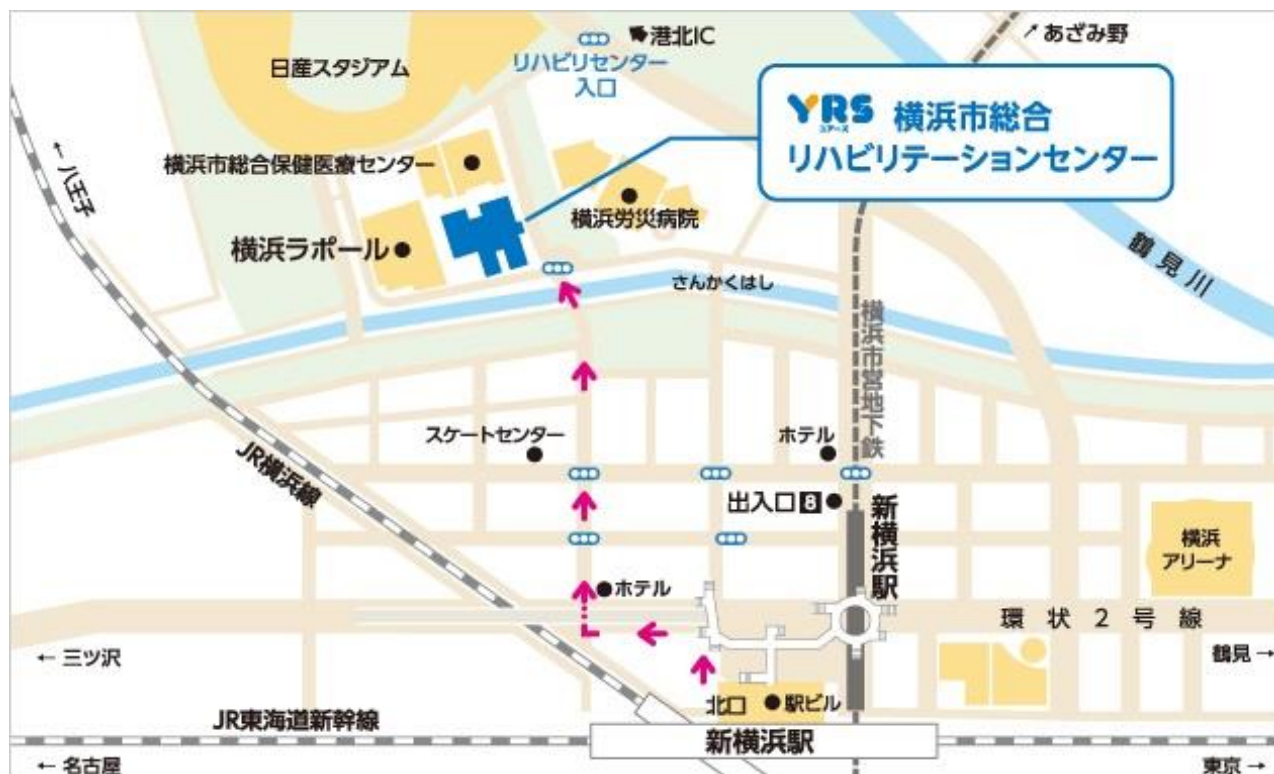 日産スタジアム
港北IC
リハビリセンター
入口
↗あざみ野
YRS 横浜市総合
ヨアーズ
リハビリテーションセンター
←八王子
横浜市総合保健医療センター
横浜労災病院
横浜ラポール
さんかくはし
鶴見川
横浜市営地下鉄
JR横浜線
スケートセンター
ホテル
出入口8
新横浜駅
横浜
アリーナ
ホテル
環状2号線
←三ツ沢
鶴見→
北口
駅ビル
JR東海道新幹線
新横浜駅
←名古屋
東京→